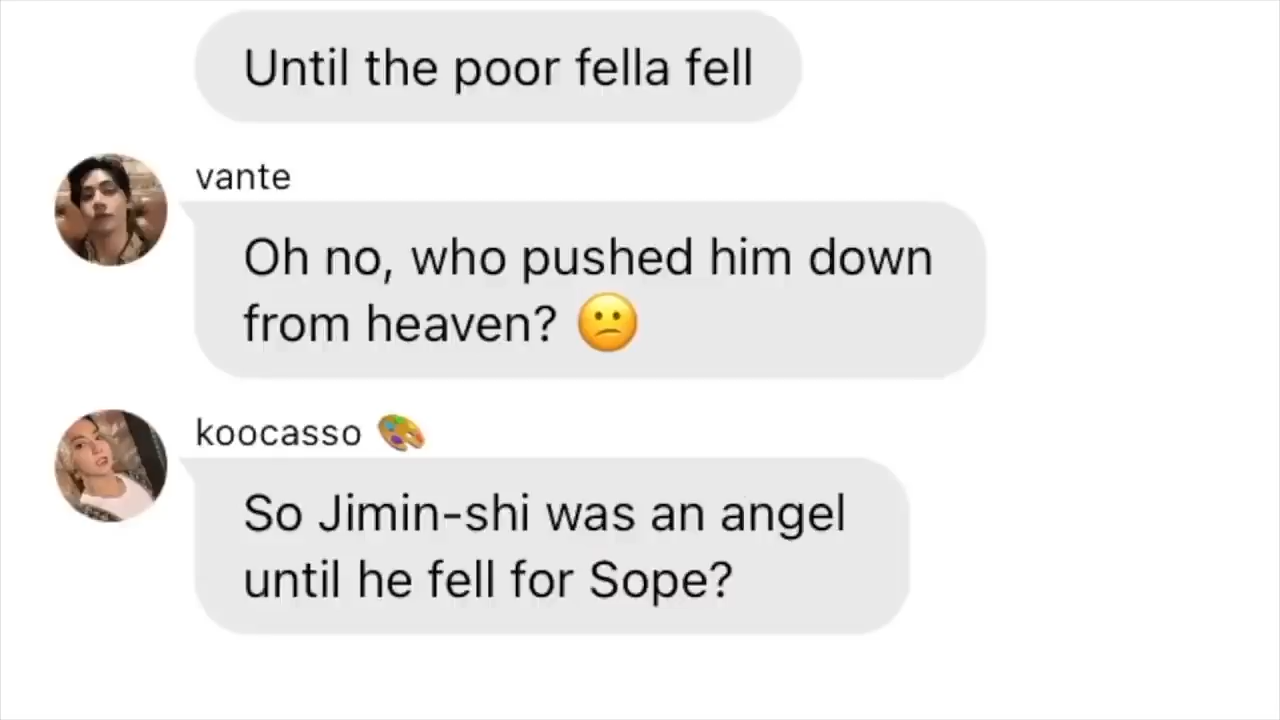 Until the poor fella fell
vante
Oh no, who pushed him down
from heaven? 😕
koocasso 🎨
So Jimin-shi was an angel
until he fell for Sope?